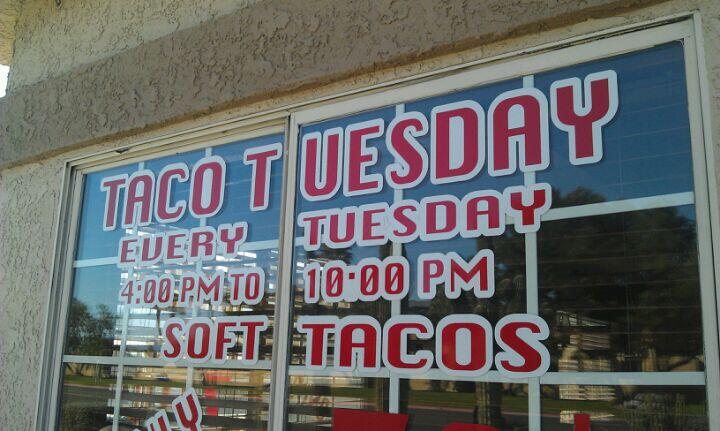 TACO TUESDAY
EVERY TUESDAY
4:00 PM TO 10:00 PM
SOFT TACOS